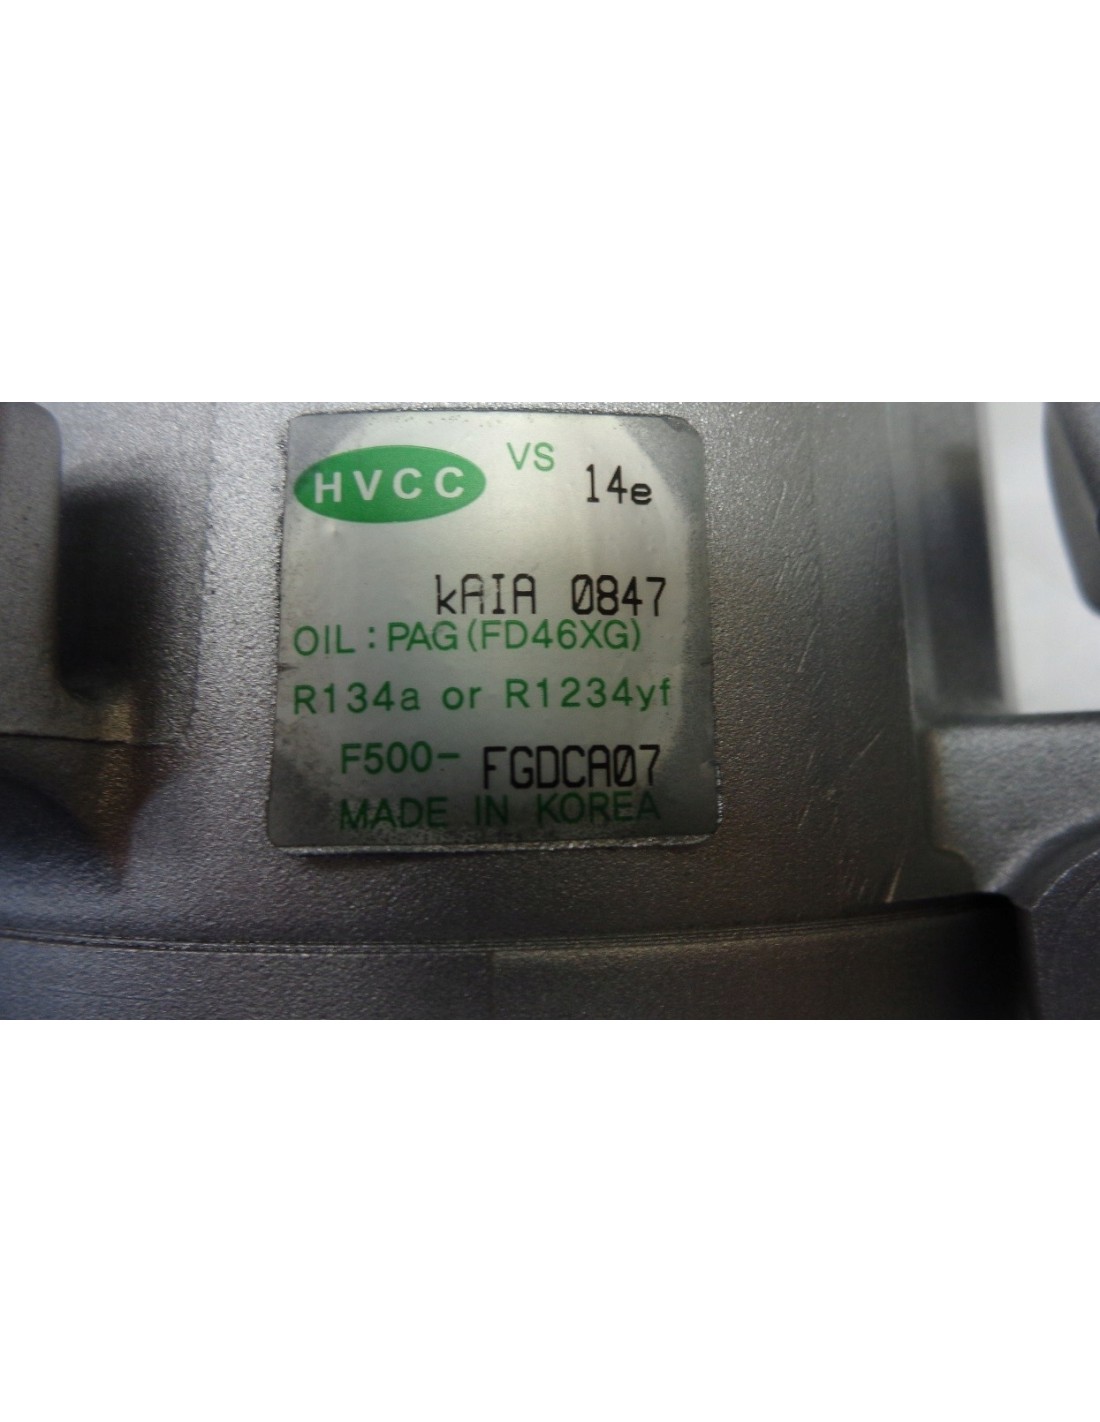 HVCC VS 14e
kAIA 0847
OIL : PAG (FD46XG)
R134a or R1234yf
F500- FGDCA07
MADE IN KOREA